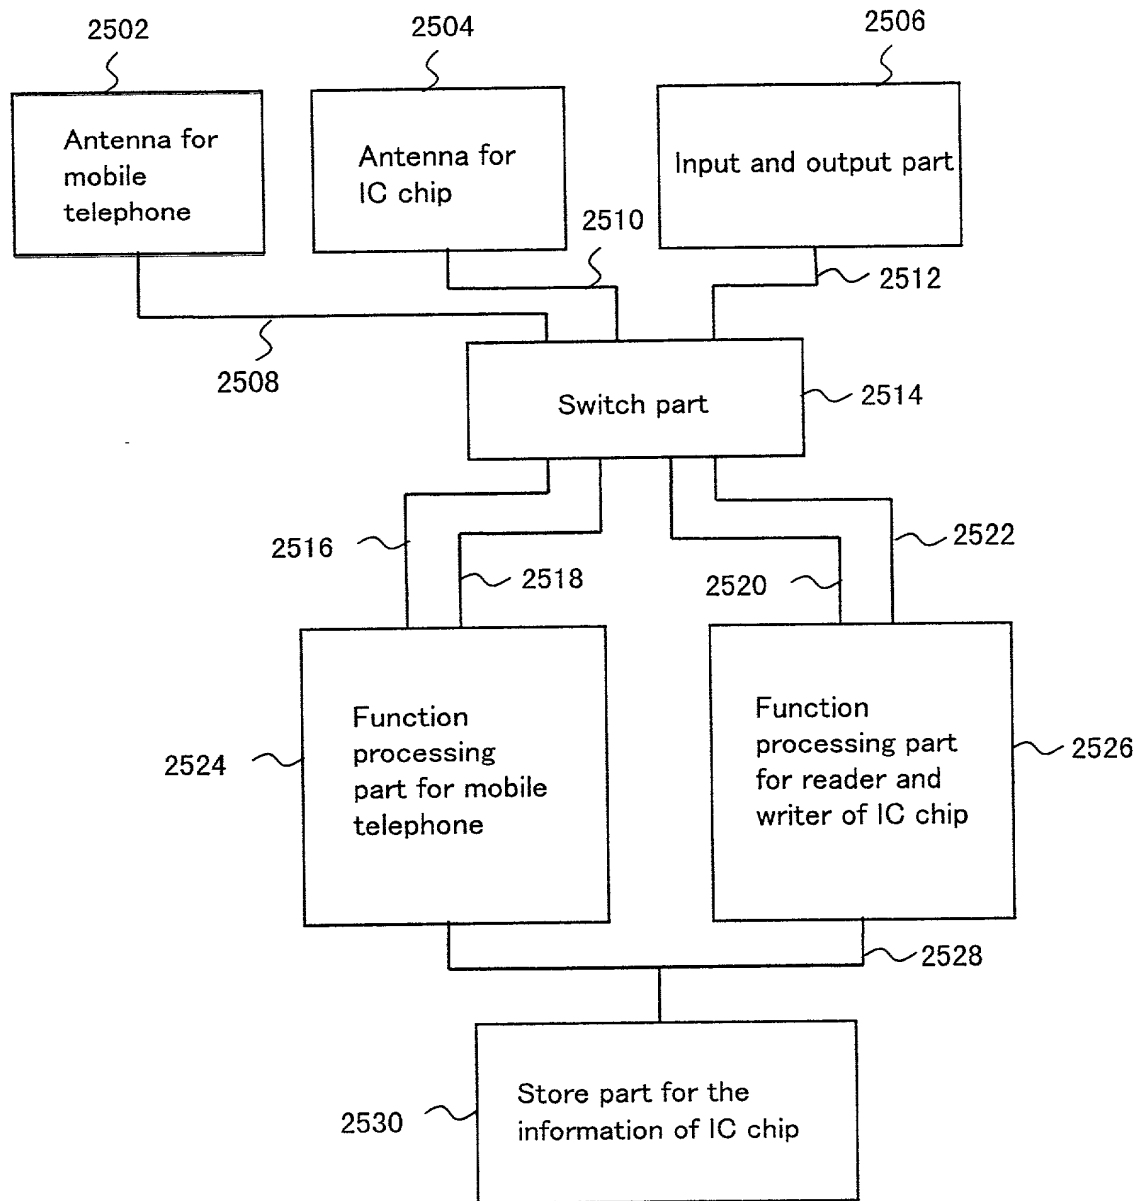 2502
2504
2506
Antenna for
mobile
telephone
Antenna for
IC chip
Input and output part
2510
2512
2508
Switch part
2514
2516
2518
2520
2522
Function
processing
part for mobile
telephone
Function
processing part
for reader and
writer of IC chip
2524
2526
2528
Store part for the
information of IC chip
2530